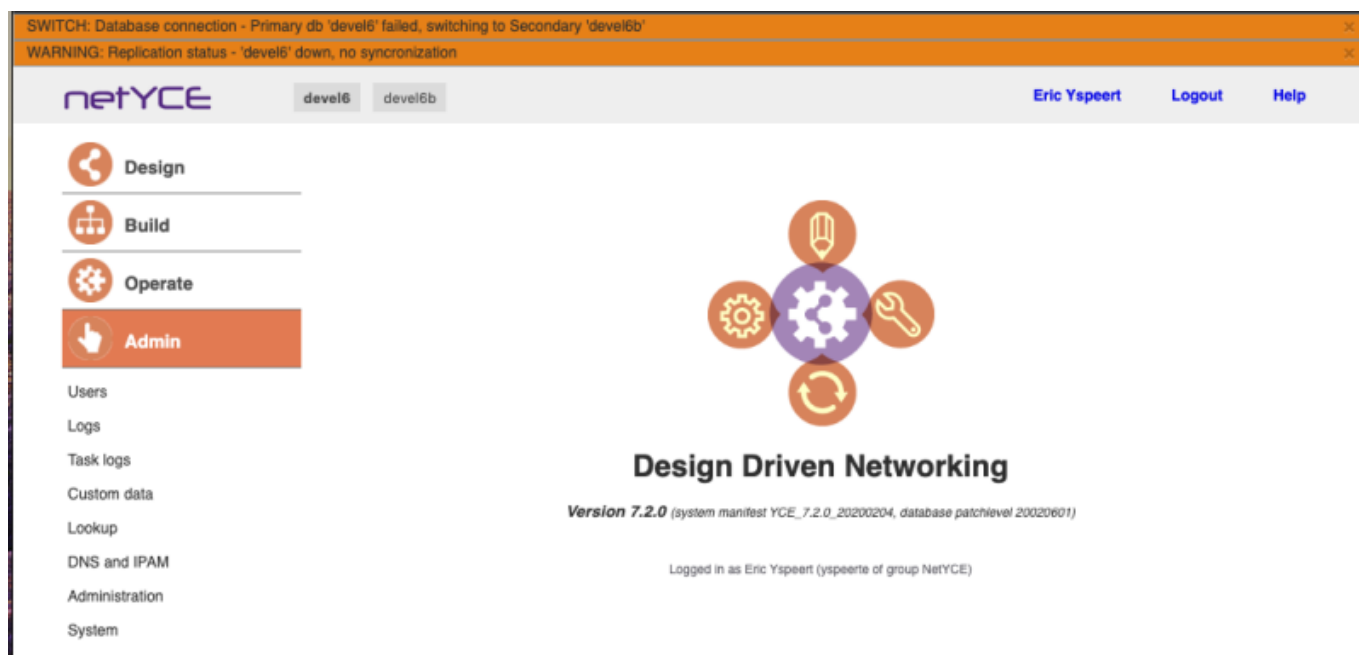 SWITCH: Database connection - Primary db 'devel6' failed, switching to Secondary 'devel6b' ×
WARNING: Replication status - 'devel6' down, no syncronization ×
netYCE devel6 devel6b Eric Yspeert Logout Help
Design
Build
Operate
Admin
Users
Logs
Task logs
Custom data
Lookup
DNS and IPAM
Administration
System
Design Driven Networking
Version 7.2.0 (system manifest YCE_7.2.0_20200204, database patchlevel 20020601)
Logged in as Eric Yspeert (yspeerte of group NetYCE)